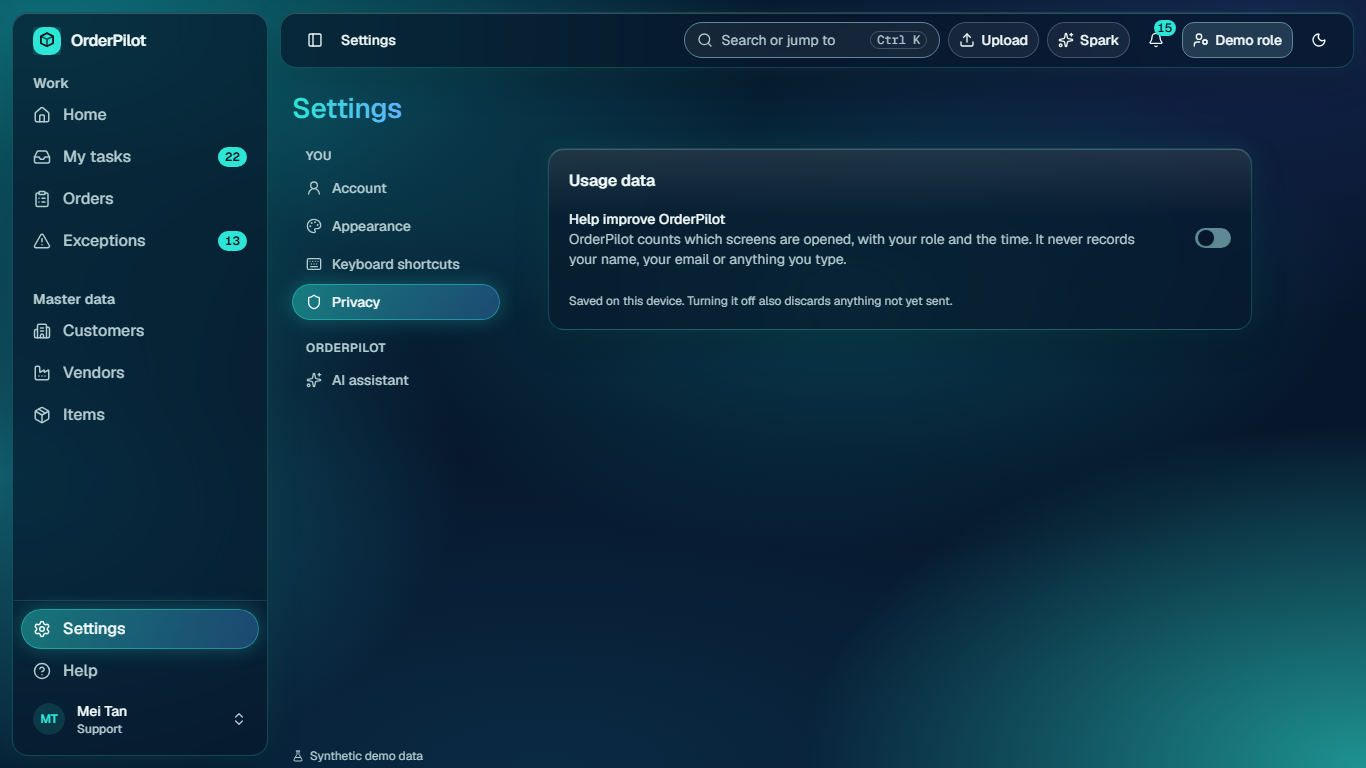 OrderPilot
Work
Home
My tasks 22
Orders
Exceptions 13
Master data
Customers
Vendors
Items
Settings
Help
MT
Mei Tan
Support
Settings
Search or jump to Ctrl K
Upload
Spark
15
Demo role
Settings
YOU
Account
Appearance
Keyboard shortcuts
Privacy
ORDERPILOT
AI assistant
Usage data
Help improve OrderPilot
OrderPilot counts which screens are opened, with your role and the time. It never records
your name, your email or anything you type.
Saved on this device. Turning it off also discards anything not yet sent.
Synthetic demo data